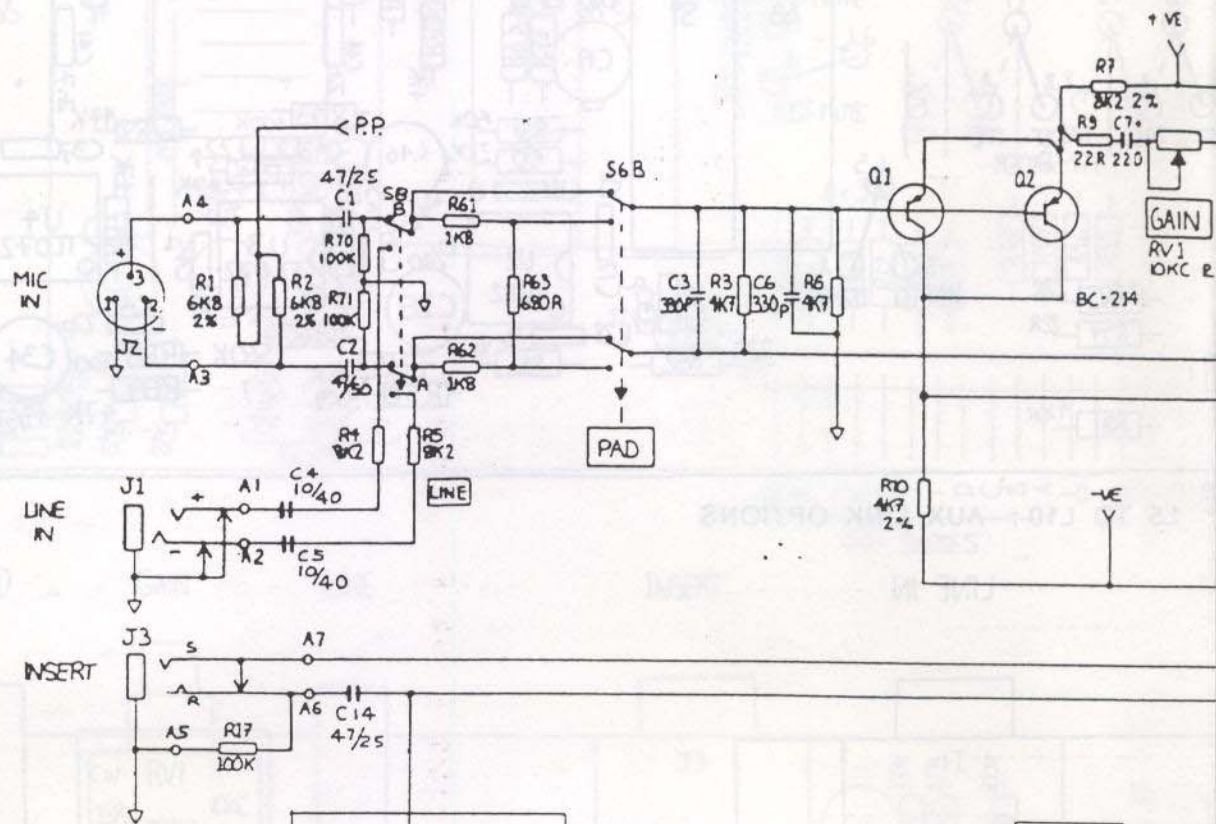 + VE
R7
8K2 2%
R9 C7
22R 220
GAIN
RV1
10KC R
P.P.
47/25
C1
A4
S8
B
R61
1K8
S6B
Q1
Q2
MIC
IN
+
3
1
2
J2
R70
100K
R1
6K8
2%
R2
6K8
2%
R71
100K
R63
680R
C3
330P
R3
4K7
C6
330p
R6
4K7
BC-214
C2
A
R62
1K8
A3
R4
8K2
R5
8K2
PAD
LINE
LINE
IN
J1
+
A1
C4
10/40
-
A2
C5
10/40
R10
4K7
2%
-VE
INSERT
J3
S
A7
R
A6
C14
47/25
A5
R17
100K